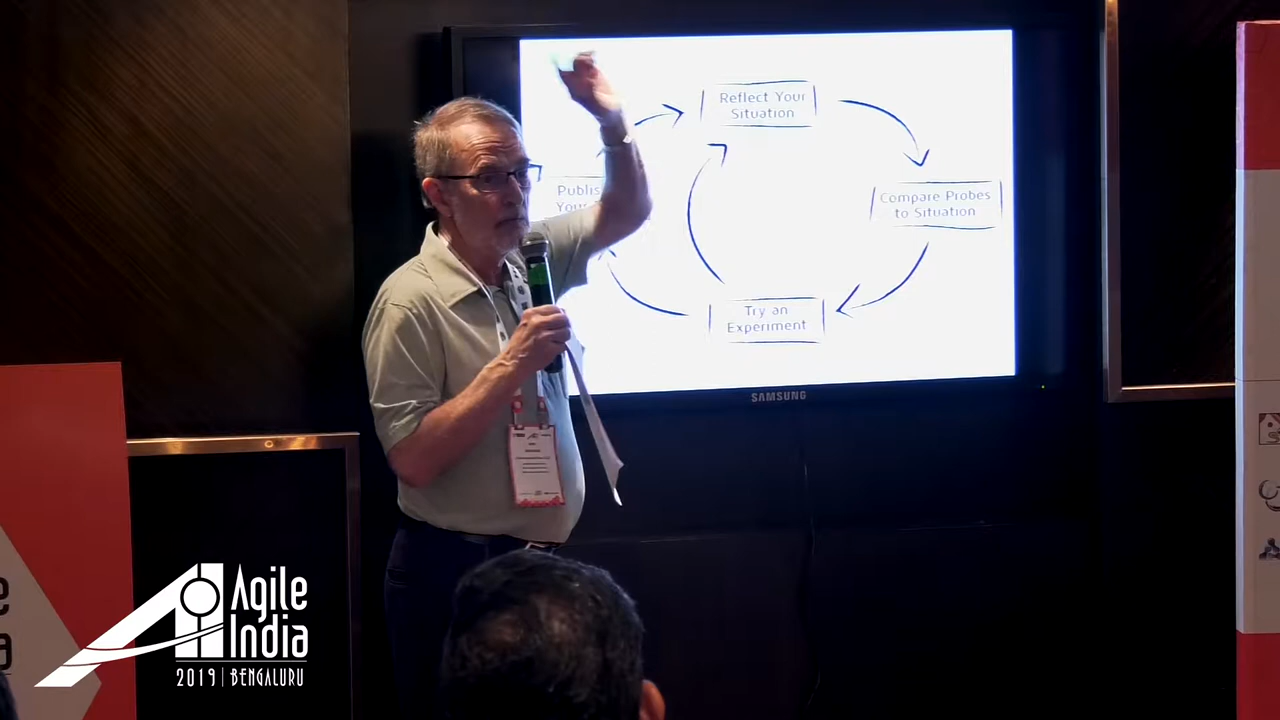 Reflect Your
Situation
Publis
Your
Compare Probes
to Situation
Try an
Experiment
SAMSUNG
Agile
India
2019 | BENGALURU